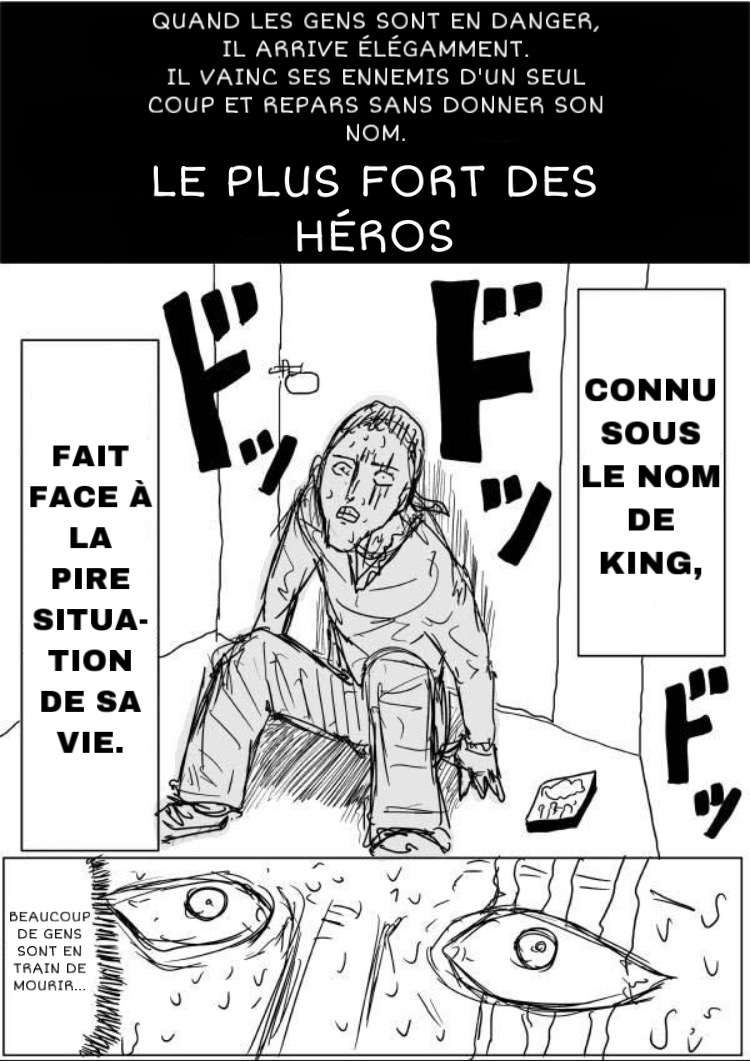 QUAND LES GENS SONT EN DANGER,
IL ARRIVE ÉLÉGAMMENT.
IL VAINC SES ENNEMIS D'UN SEUL
COUP ET REPARS SANS DONNER SON
NOM.
LE PLUS FORT DES
HÉROS
CONNU
SOUS
LE NOM
DE
KING,
ドッ
ドッ
ドッ
FAIT
FACE À
LA
PIRE
SITUA-
TION
DE SA
VIE.
BEAUCOUP
DE GENS
SONT EN
TRAIN DE
MOURIR...